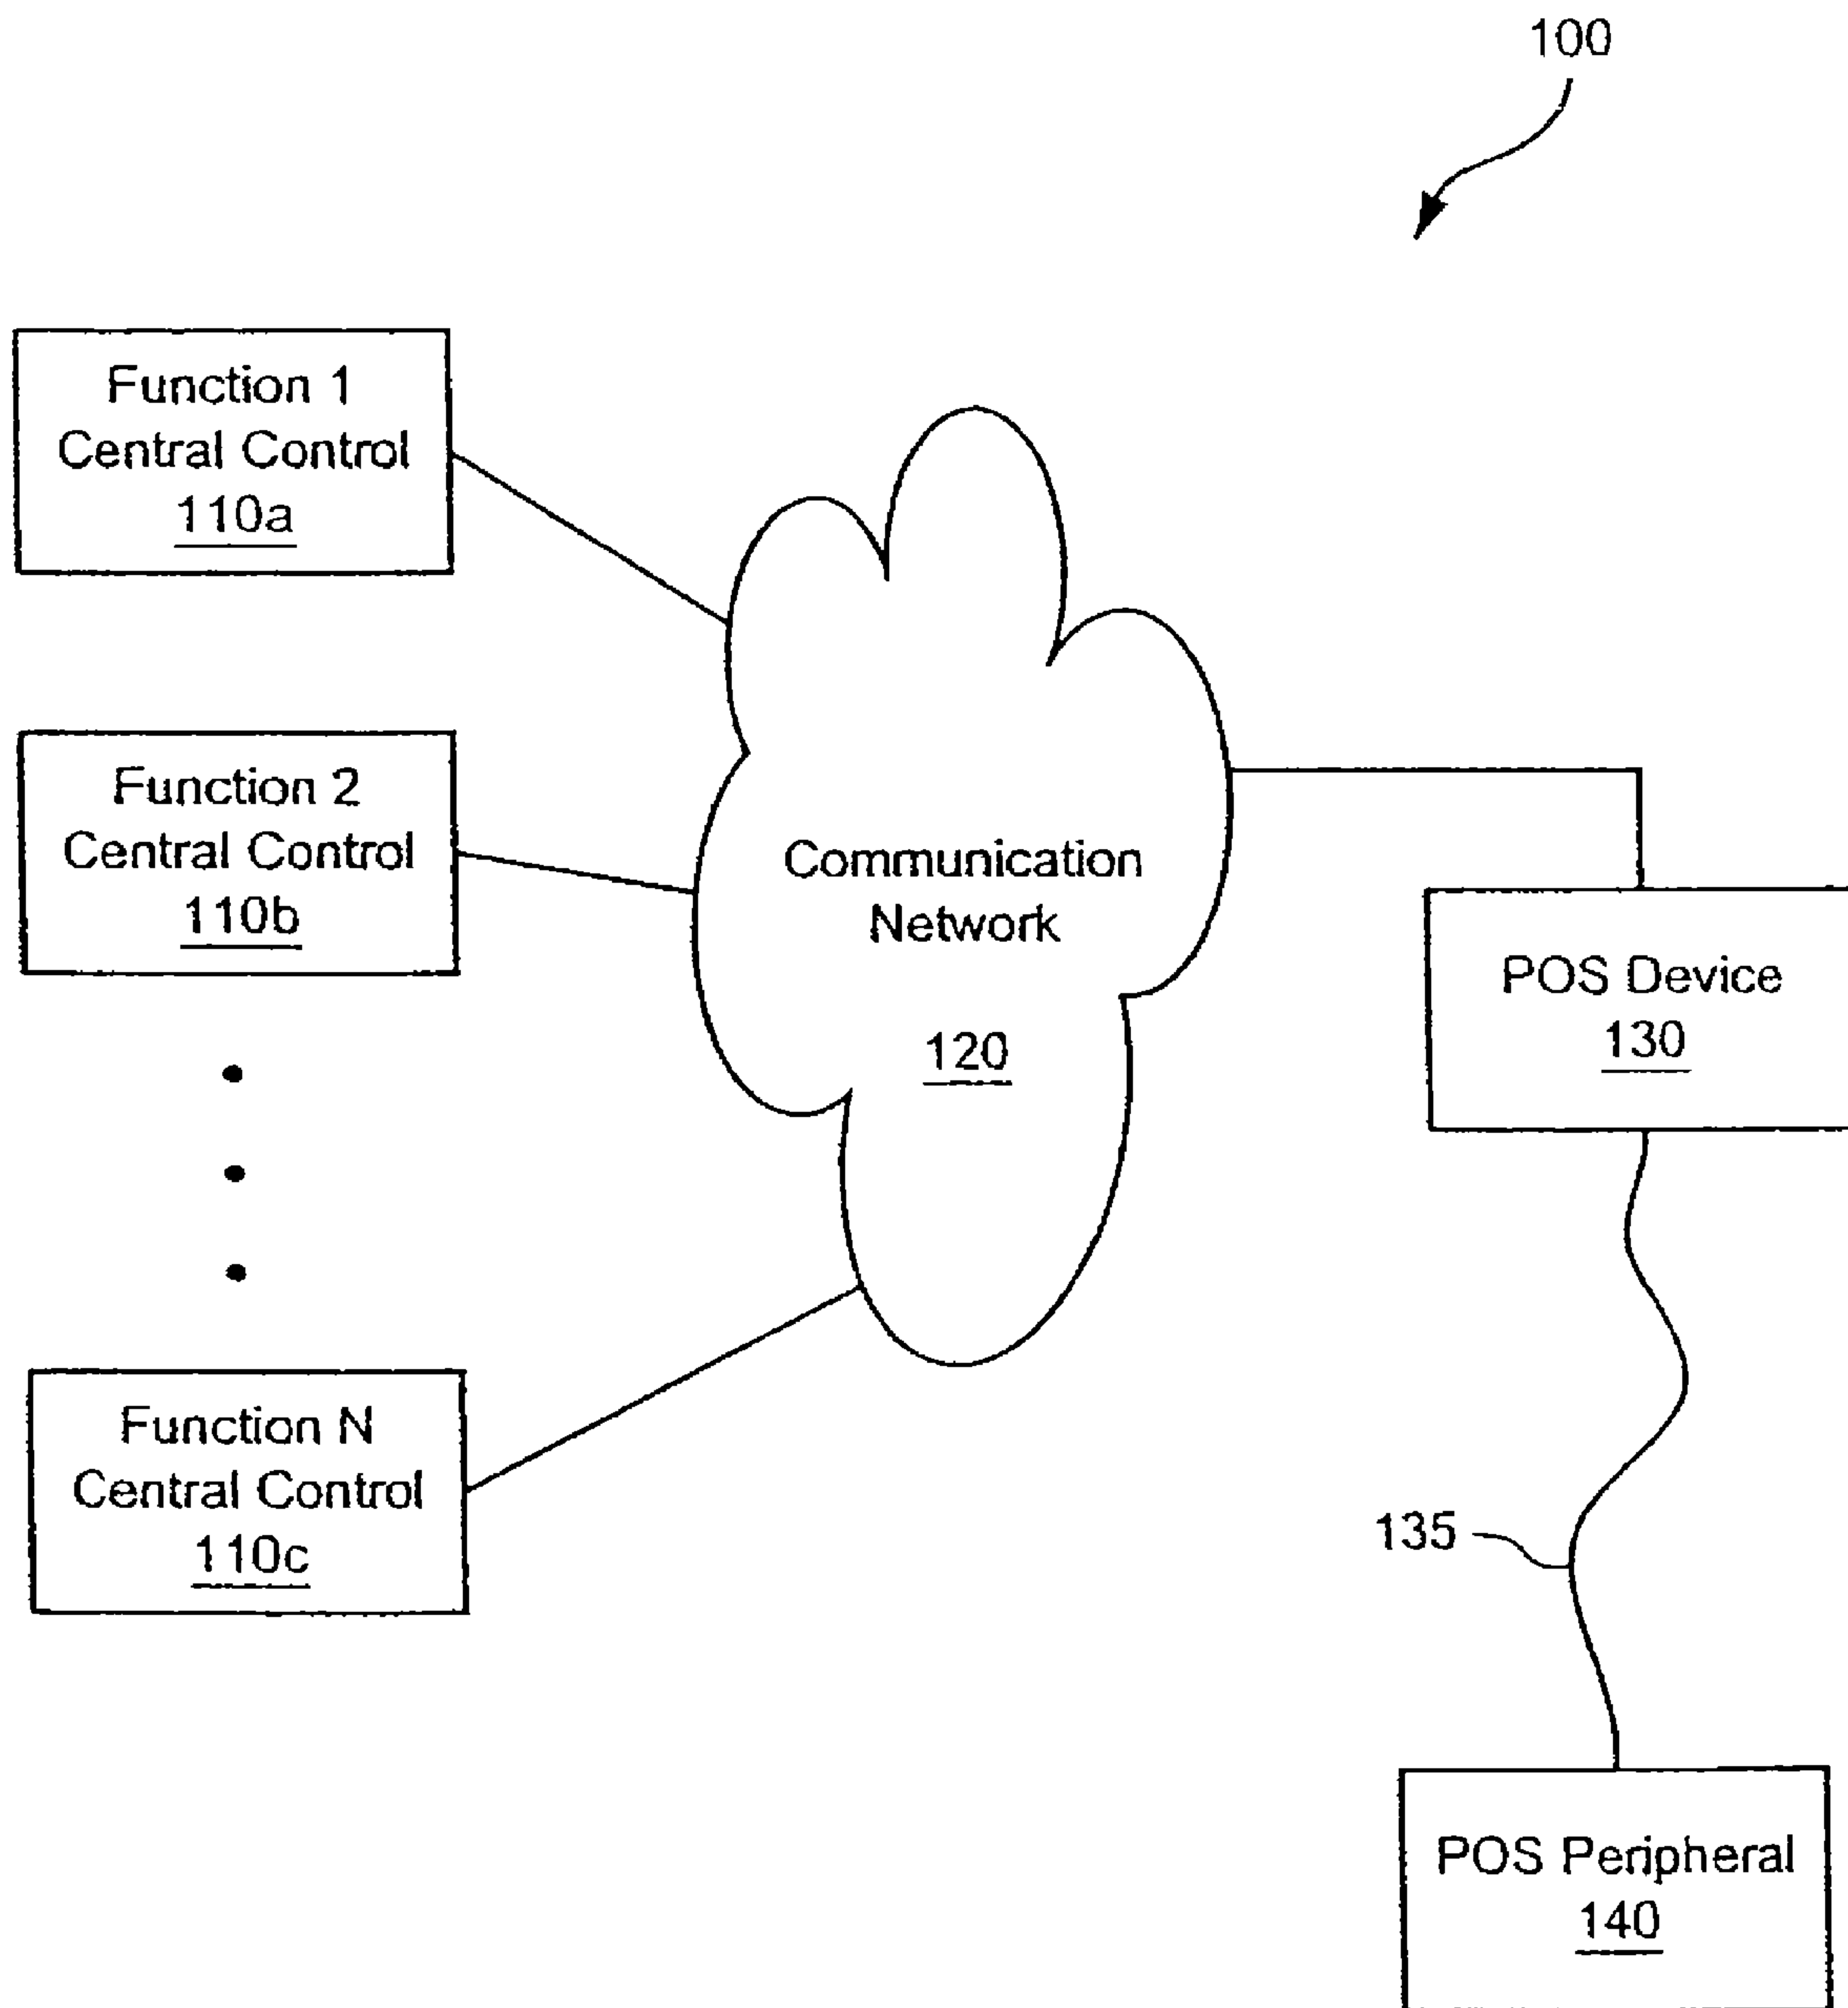 100
Function 1
Central Control
110a
Function 2
Central Control
110b
Communication
Network
120
POS Device
130
Function N
Central Control
110c
135
POS Peripheral
140